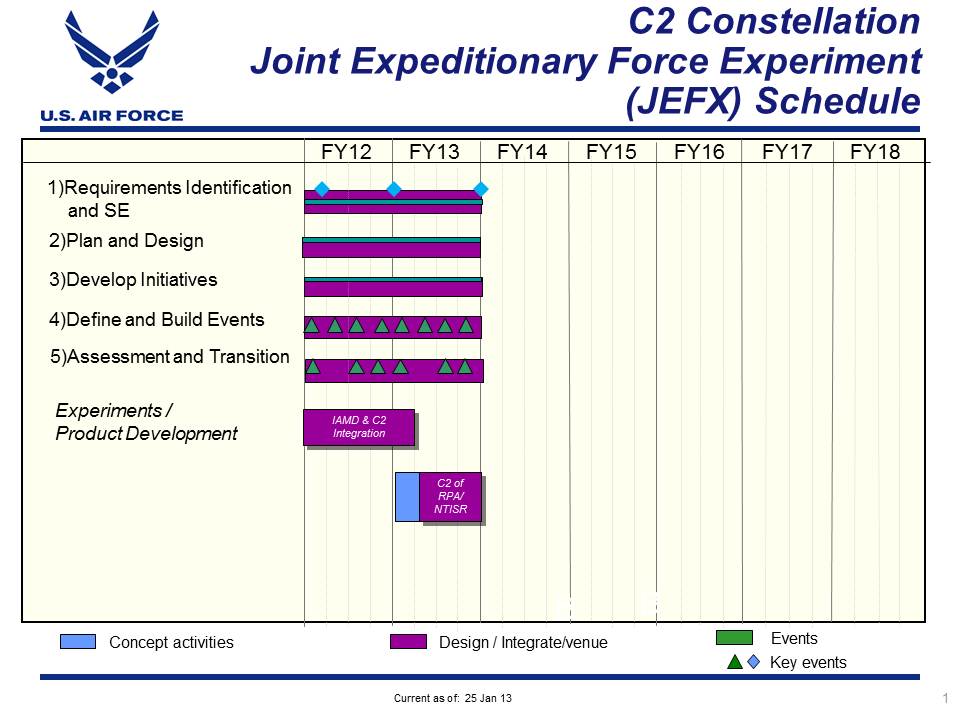 C2 Constellation
Joint Expeditionary Force Experiment
(JEFX) Schedule
U.S. AIR FORCE
FY12 FY13 FY14 FY15 FY16 FY17 FY18
1)Requirements Identification
and SE
2)Plan and Design
3)Develop Initiatives
4)Define and Build Events
5)Assessment and Transition
Experiments /
Product Development
IAMD & C2
Integration
C2 of
RPA/
NTISR
Concept activities
Design / Integrate/venue
Events
Key events
Current as of: 25 Jan 13
1